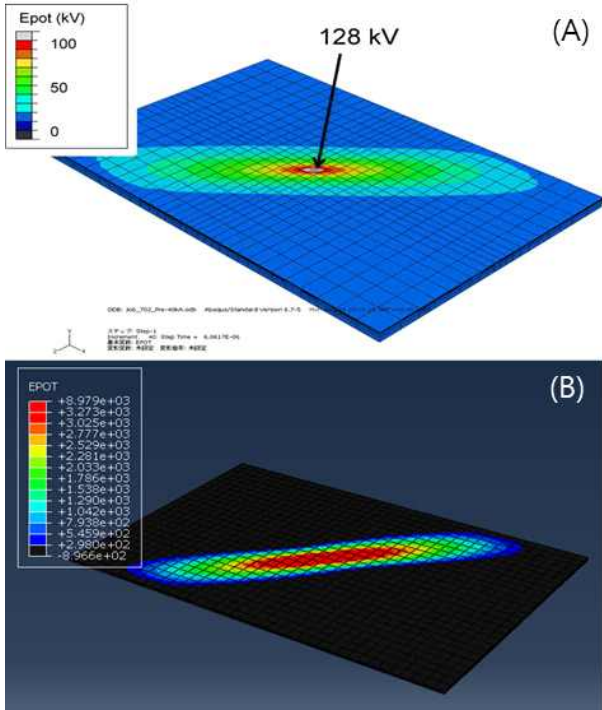 Epot (kV)
100
50
0
(A)
128 kV
Step Time =
Y
Z X
(B)
EPOT
+8.979e+03
+3.273e+03
+3.025e+03
+2.777e+03
+2.529e+03
+2.281e+03
+2.033e+03
+1.786e+03
+1.538e+03
+1.290e+03
+1.042e+03
+7.938e+02
+5.459e+02
+2.980e+02
-8.966e+02